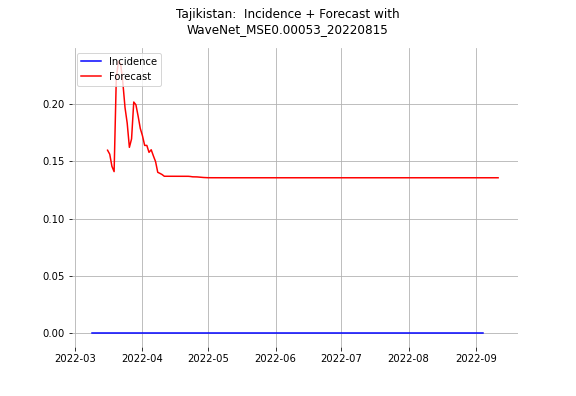 Tajikistan:  Incidence + Forecast with
WaveNet_MSE0.00053_20220815
Incidence
Forecast
0.20
0.15
0.10
0.05
0.00
2022-03 2022-04 2022-05 2022-06 2022-07 2022-08 2022-09